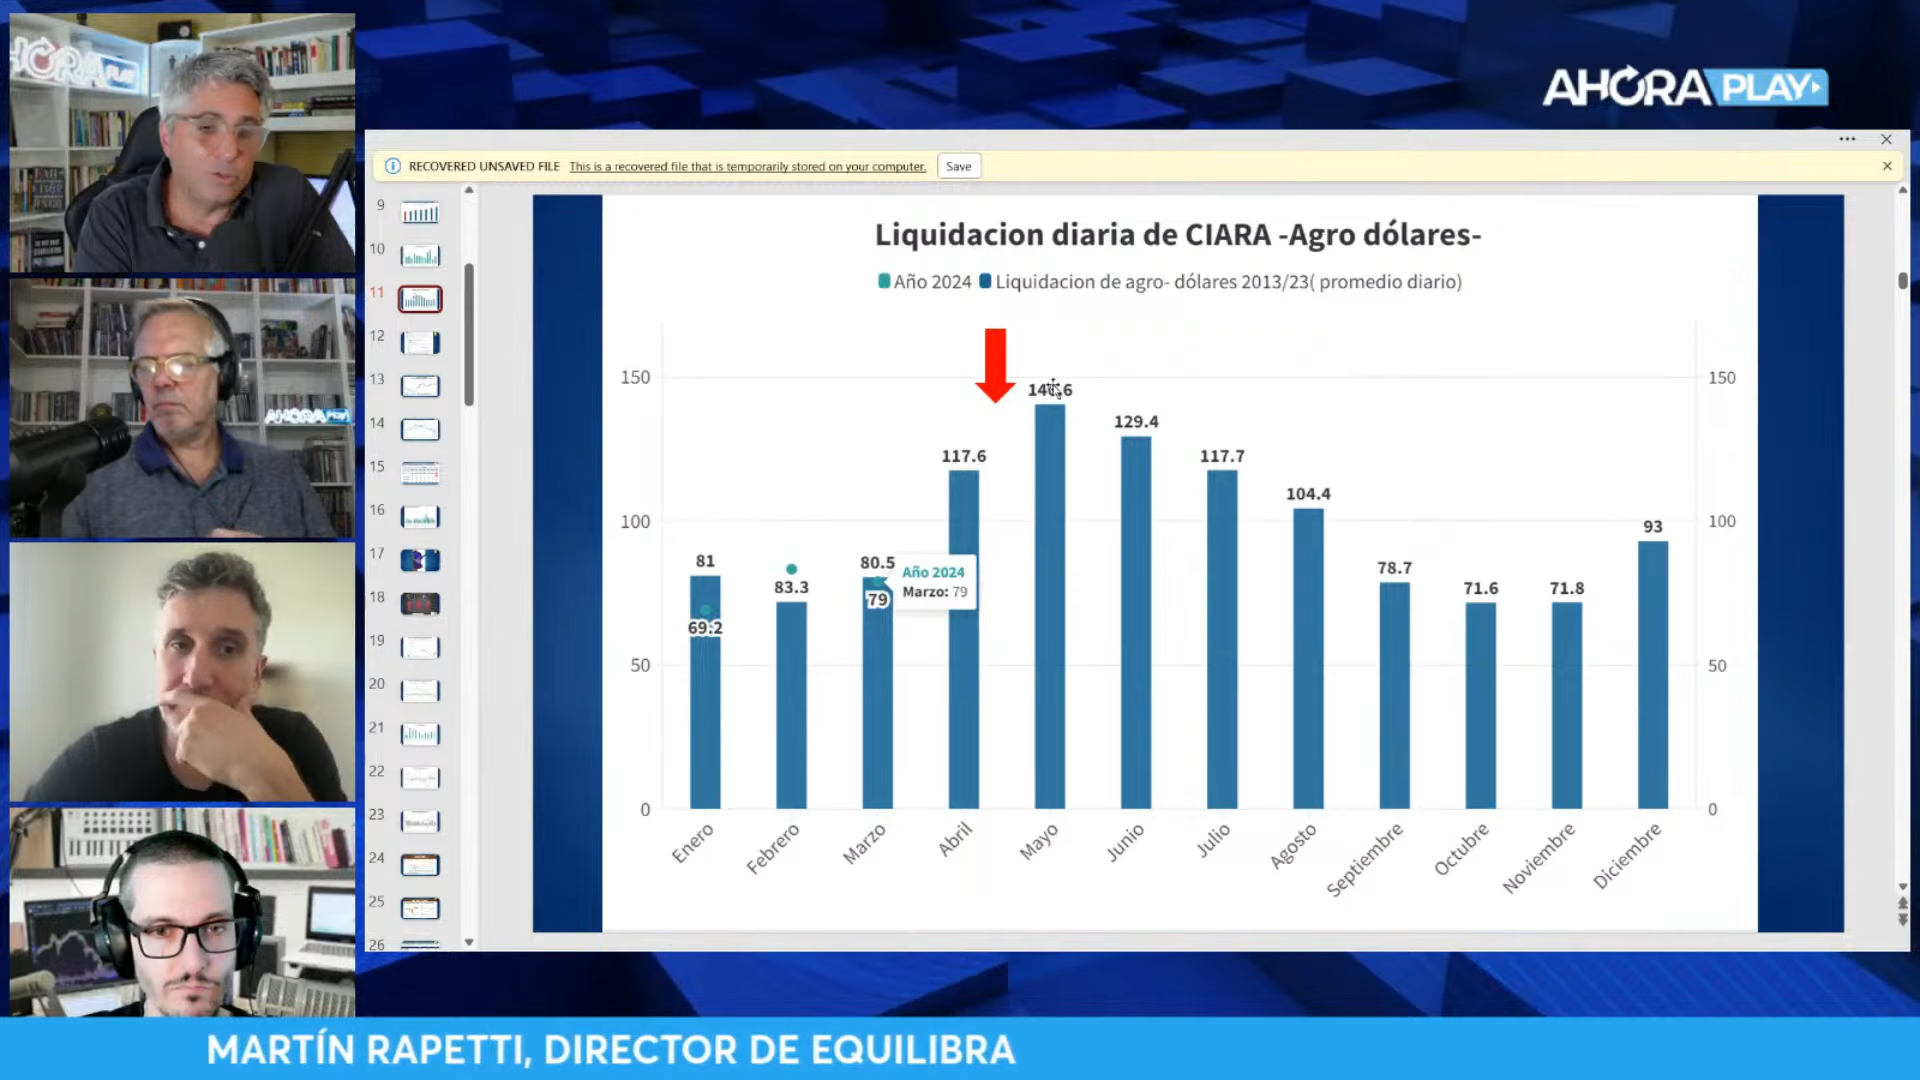 AHORA PLAY
AHORA PLAY
RECOVERED UNSAVED FILE This is a recovered file that is temporarily stored on your computer. Save
9
10
11
12
13
14
15
16
17
18
19
20
21
22
23
24
25
26
Liquidacion diaria de CIARA -Agro dólares-
Año 2024 Liquidacion de agro- dólares 2013/23( promedio diario)
150 150
100 100
50 50
0 0
81
69.2
83.3
80.5
79
Año 2024
Marzo: 79
117.6
129.4
117.7
104.4
78.7
71.6
71.8
93
Enero
Febrero
Marzo
Abril
Mayo
Junio
Julio
Agosto
Septiembre
Octubre
Noviembre
Diciembre
MARTÍN RAPETTI, DIRECTOR DE EQUILIBRA